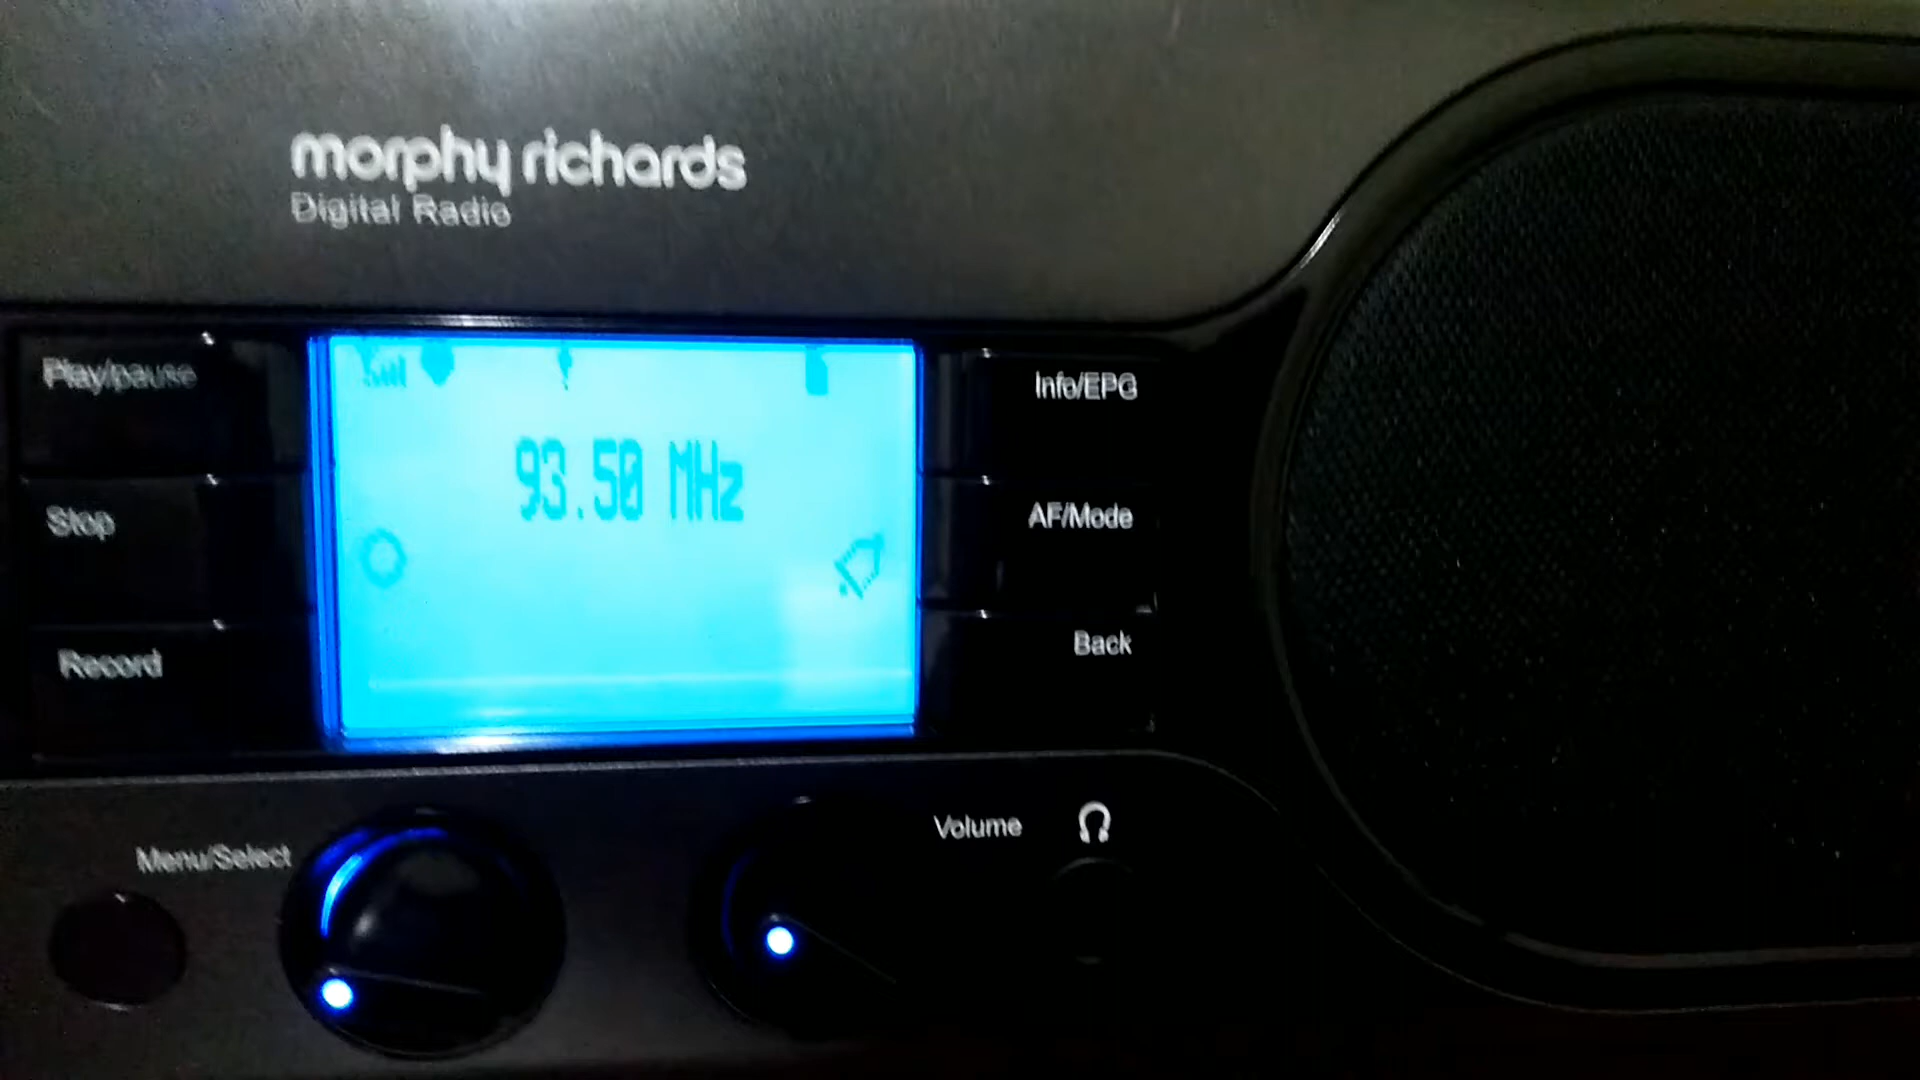 morphy richards
Digital Radio
Play/pause
Info/EPG
93.50 MHz
Stop
AF/Mode
Record
Back
Menu/Select
Volume